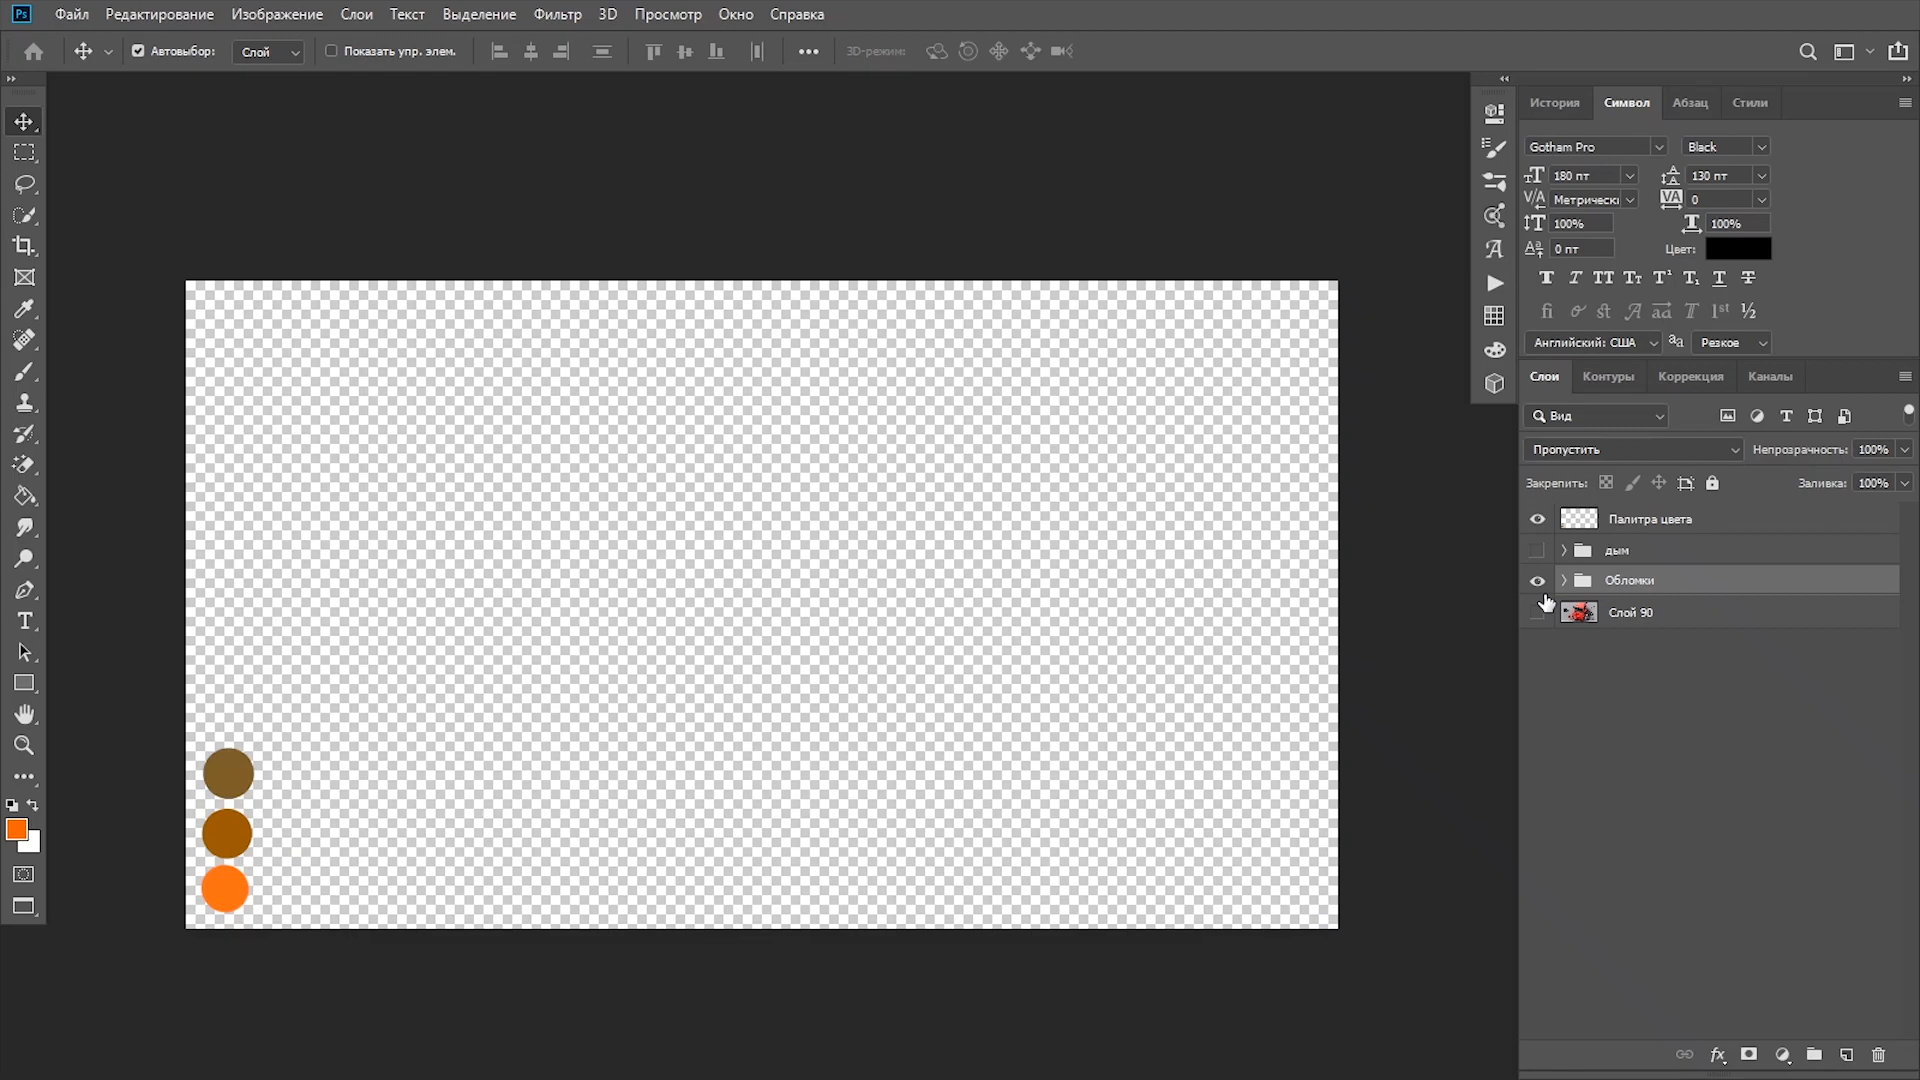 Ps Файл Редактирование Изображение Слои Текст Выделение Фильтр 3D Просмотр Окно Справка
Автовыбор: Слой Показать упр. элем. 3D-режим:
История Символ Абзац Стили
Gotham Pro Black
180 пт 130 пт
Метрическ 0
100% 100%
0 пт Цвет:
Английский: США Резкое
Слои Контуры Коррекция Каналы
Вид
Пропустить Непрозрачность: 100%
Закрепить: Заливка: 100%
Палитра цвета
дым
Обломки
Слой 90